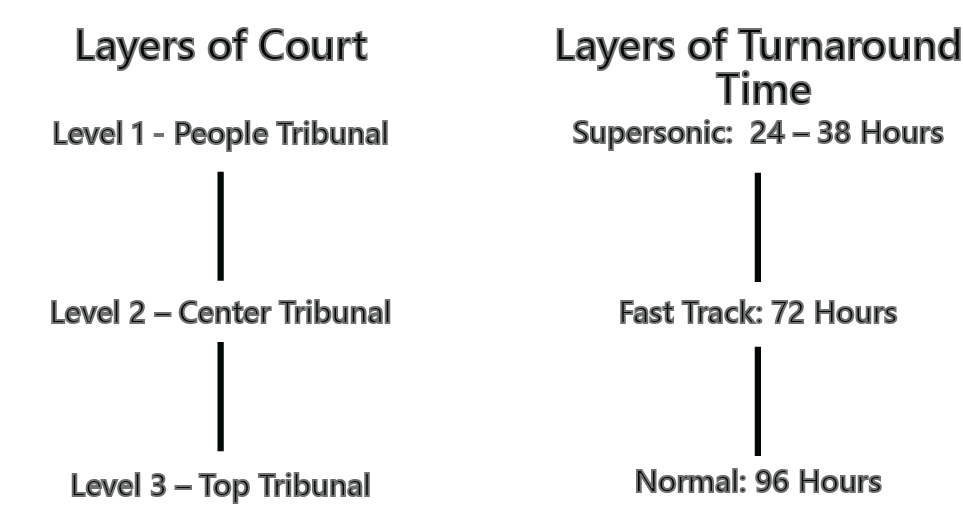 Layers of Court
Level 1 - People Tribunal
Level 2 – Center Tribunal
Level 3 – Top Tribunal
Layers of Turnaround
Time
Supersonic:  24 – 38 Hours
Fast Track: 72 Hours
Normal: 96 Hours